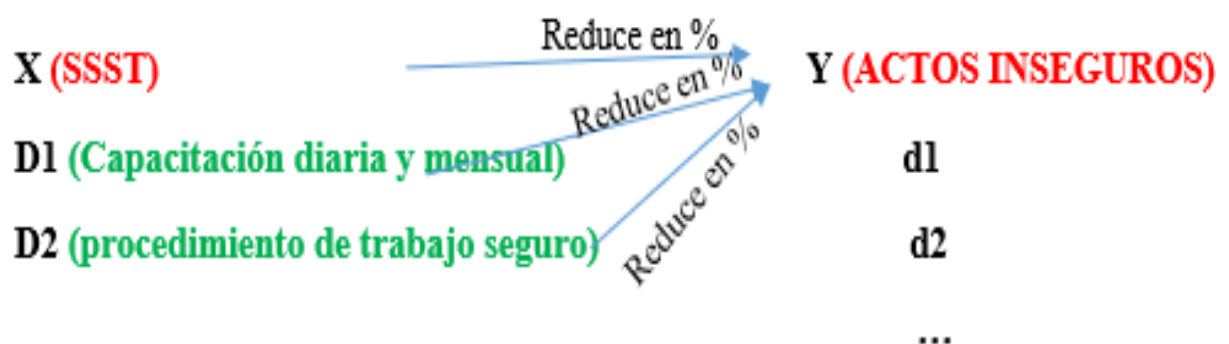 Reduce en %
X (SSST) Y (ACTOS INSEGUROS)
Reduce en %
D1 (Capacitación diaria y mensual) d1
Reduce en %
D2 (procedimiento de trabajo seguro) d2
...